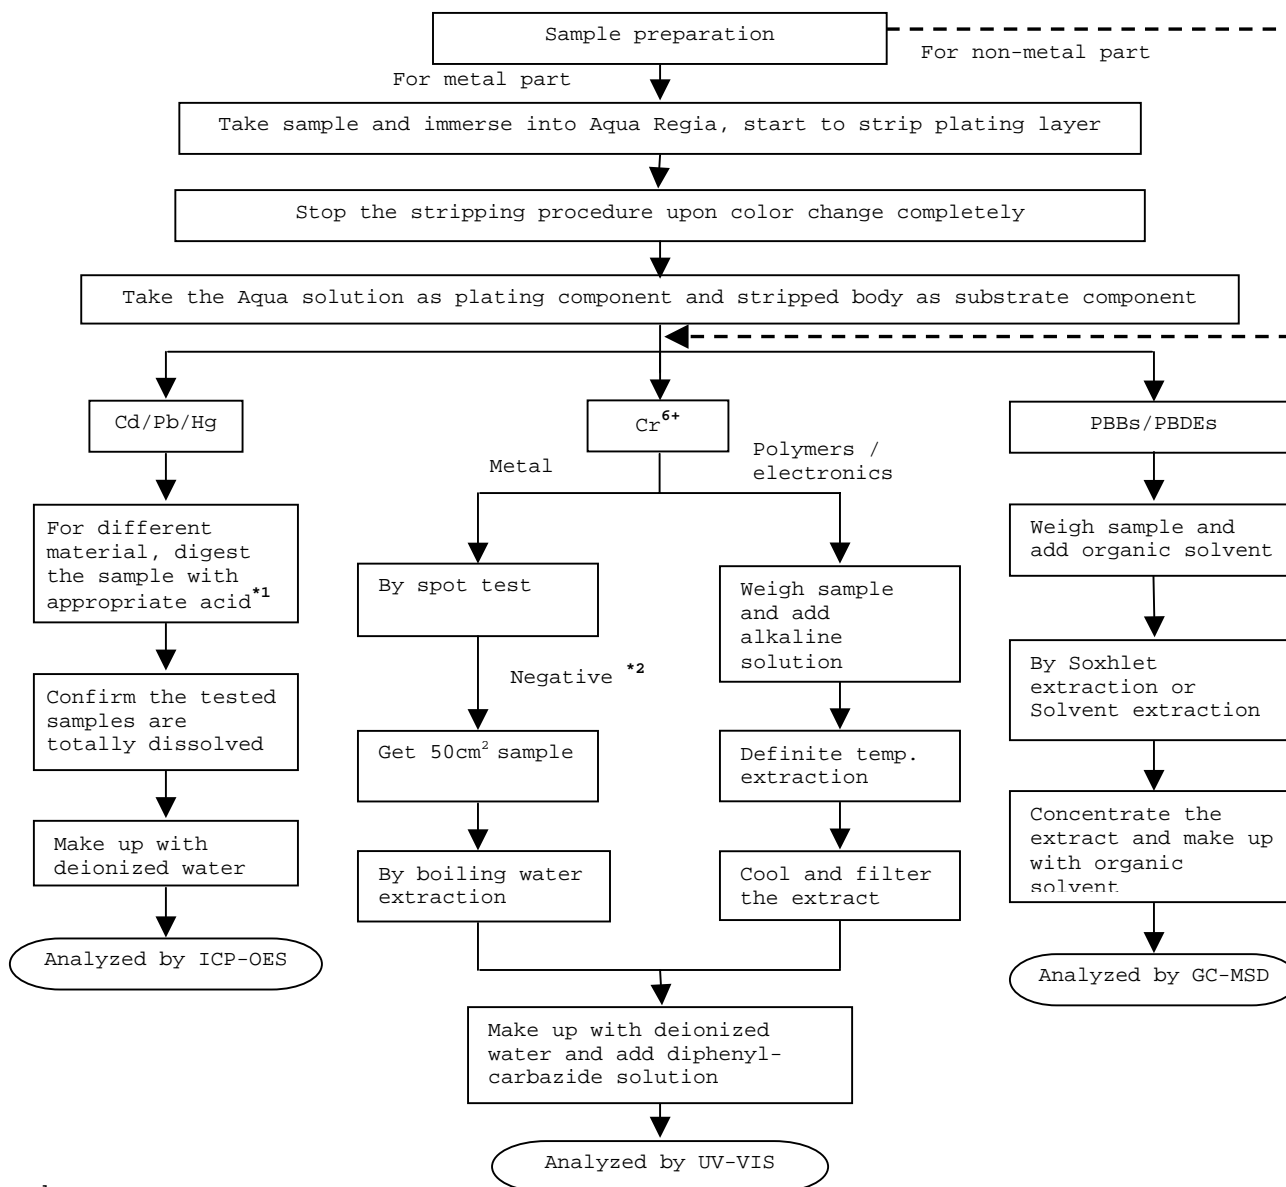 Sample preparation
For non-metal part
For metal part
Take sample and immerse into Aqua Regia, start to strip plating layer
Stop the stripping procedure upon color change completely
Take the Aqua solution as plating component and stripped body as substrate component
Cd/Pb/Hg
Cr6+
PBBs/PBDEs
Metal
Polymers /
electronics
For different
material, digest
the sample with
appropriate acid*1
By spot test
Weigh sample
and add
alkaline
solution
Weigh sample and
add organic solvent
Negative *2
Confirm the tested
samples are
totally dissolved
Get 50cm2 sample
Definite temp.
extraction
By Soxhlet
extraction or
Solvent extraction
Make up with
deionized water
By boiling water
extraction
Cool and filter
the extract
Concentrate the
extract and make up
with organic
solvent
Analyzed by ICP-OES
Analyzed by GC-MSD
Make up with deionized
water and add diphenyl-
carbazide solution
Analyzed by UV-VIS